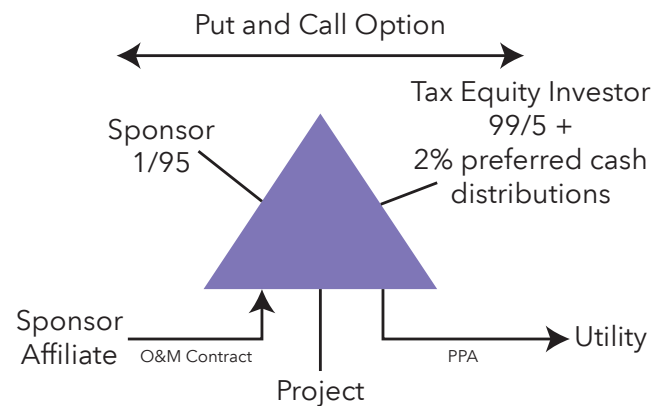 Put and Call Option
Tax Equity Investor
99/5 +
2% preferred cash
distributions
Sponsor
1/95
Sponsor
Affiliate
O&M Contract
PPA
Utility
Project